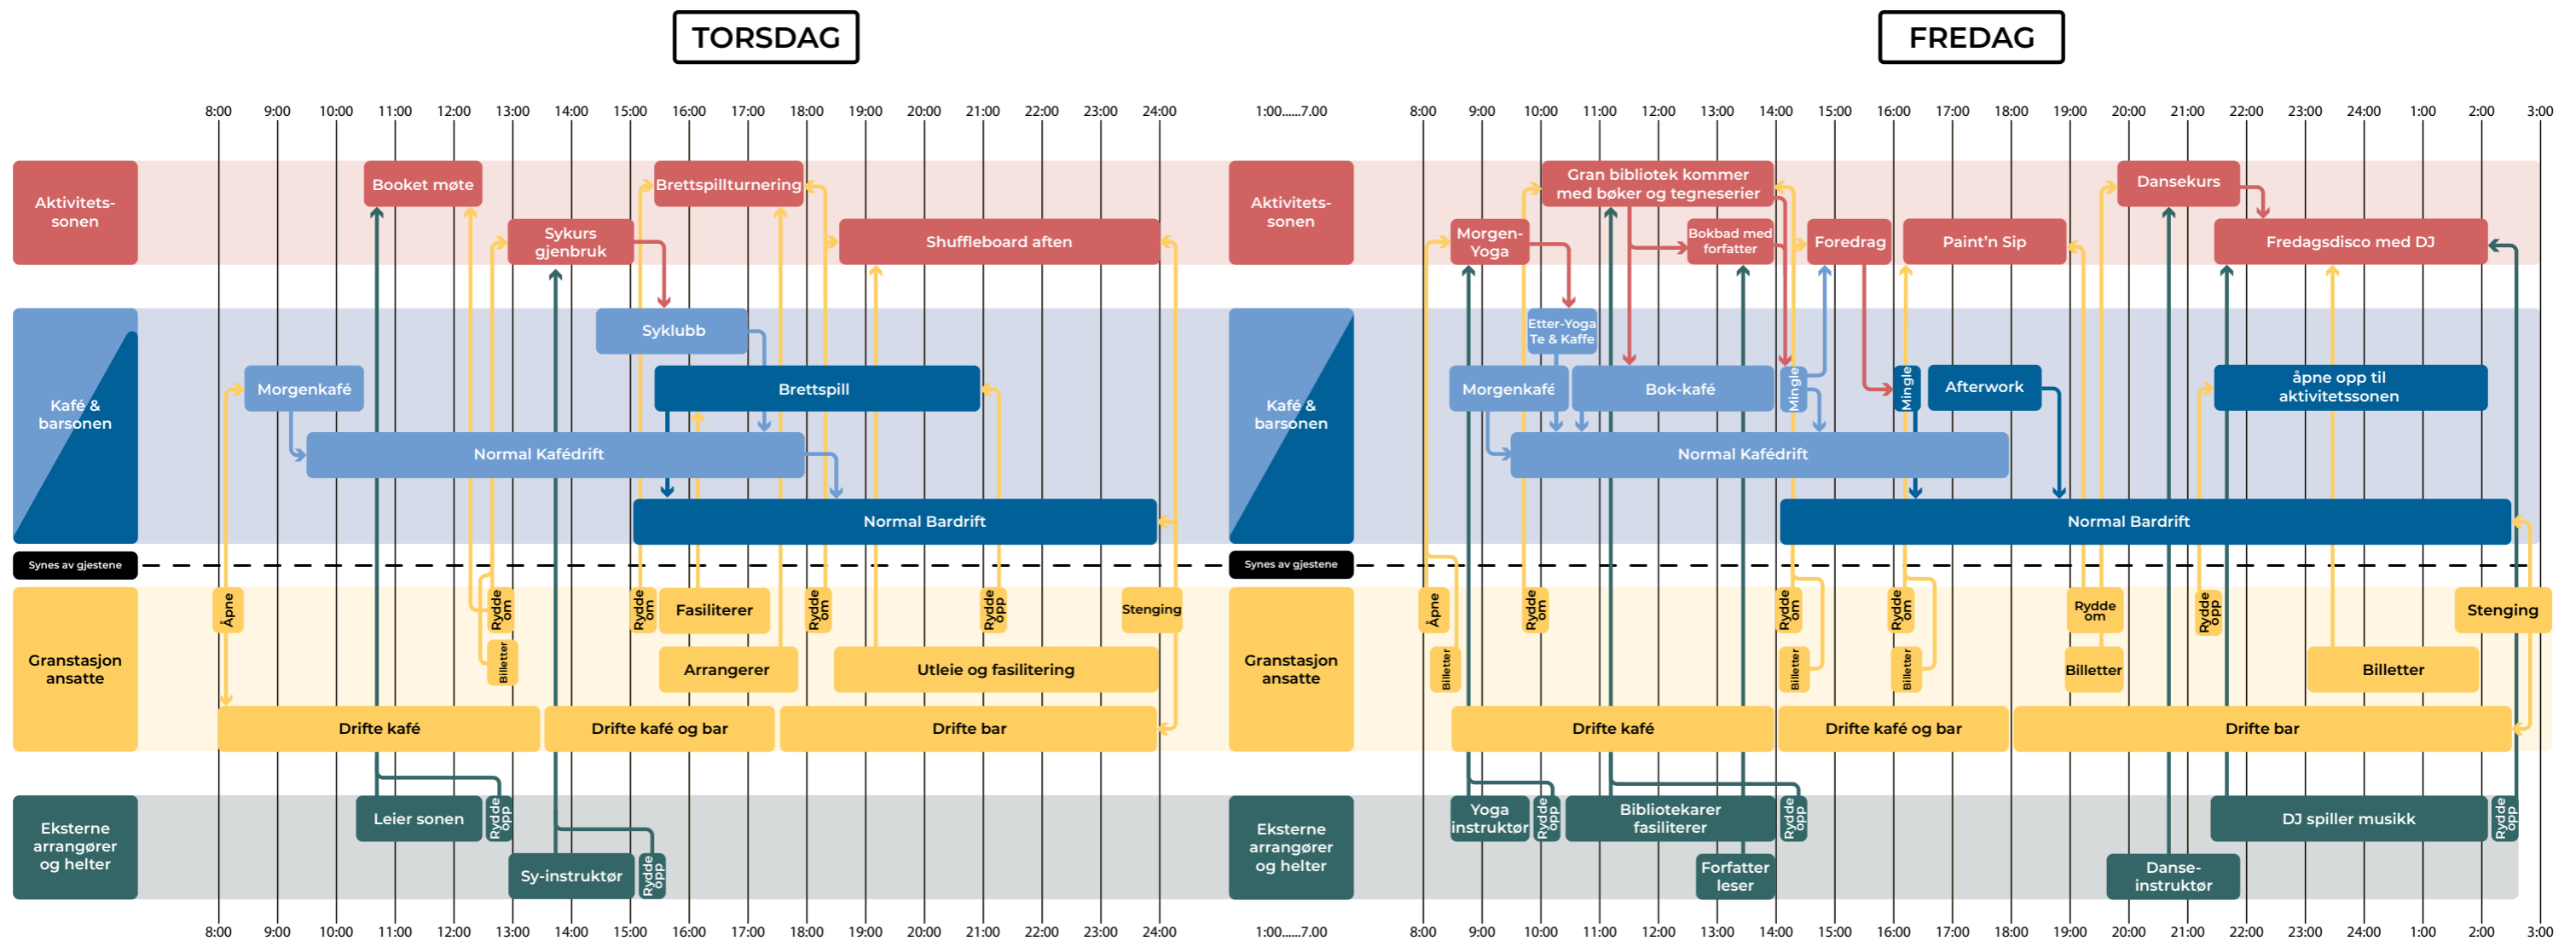 TORSDAG
FREDAG
8:00 9:00 10:00 11:00 12:00 13:00 14:00 15:00 16:00 17:00 18:00 19:00 20:00 21:00 22:00 23:00 24:00 1:00......7.00 8:00 9:00 10:00 11:00 12:00 13:00 14:00 15:00 16:00 17:00 18:00 19:00 20:00 21:00 22:00 23:00 24:00 1:00 2:00 3:00
Aktivitets-
sonen
Booket møte
Sykurs
gjenbruk
Brettspillturnering
Shuffleboard aften
Aktivitets-
sonen
Morgen-
Yoga
Gran bibliotek kommer
med bøker og tegneserier
Bokbad med
forfatter
Foredrag
Paint'n Sip
Dansekurs
Fredagsdisco med DJ
Kafé &
barsonen
Morgenkafé
Syklubb
Brettspill
Normal Kafédrift
Normal Bardrift
Kafé &
barsonen
Etter-Yoga
Te & Kaffe
Morgenkafé
Bok-kafé
Mingle
Mingle
Afterwork
åpne opp til
aktivitetssonen
Normal Kafédrift
Normal Bardrift
Synes av gjestene
Synes av gjestene
Granstasjon
ansatte
Åpne
Rydde
om
Billetter
Rydde
om
Fasiliterer
Arrangerer
Rydde
om
Rydde
opp
Stenging
Utleie og fasilitering
Drifte kafé
Drifte kafé og bar
Drifte bar
Granstasjon
ansatte
Åpne
Billetter
Rydde
om
Rydde
om
Billetter
Rydde
om
Billetter
Rydde
om
Billetter
Rydde
opp
Billetter
Stenging
Drifte kafé
Drifte kafé og bar
Drifte bar
Eksterne
arrangører
og helter
Leier sonen
Rydde
opp
Sy-instruktør
Rydde
opp
Eksterne
arrangører
og helter
Yoga
instruktør
Rydde
opp
Bibliotekarer
fasiliterer
Rydde
opp
Forfatter
leser
Danse-
instruktør
DJ spiller musikk
Rydde
opp
8:00 9:00 10:00 11:00 12:00 13:00 14:00 15:00 16:00 17:00 18:00 19:00 20:00 21:00 22:00 23:00 24:00 1:00......7.00 8:00 9:00 10:00 11:00 12:00 13:00 14:00 15:00 16:00 17:00 18:00 19:00 20:00 21:00 22:00 23:00 24:00 1:00 2:00 3:00